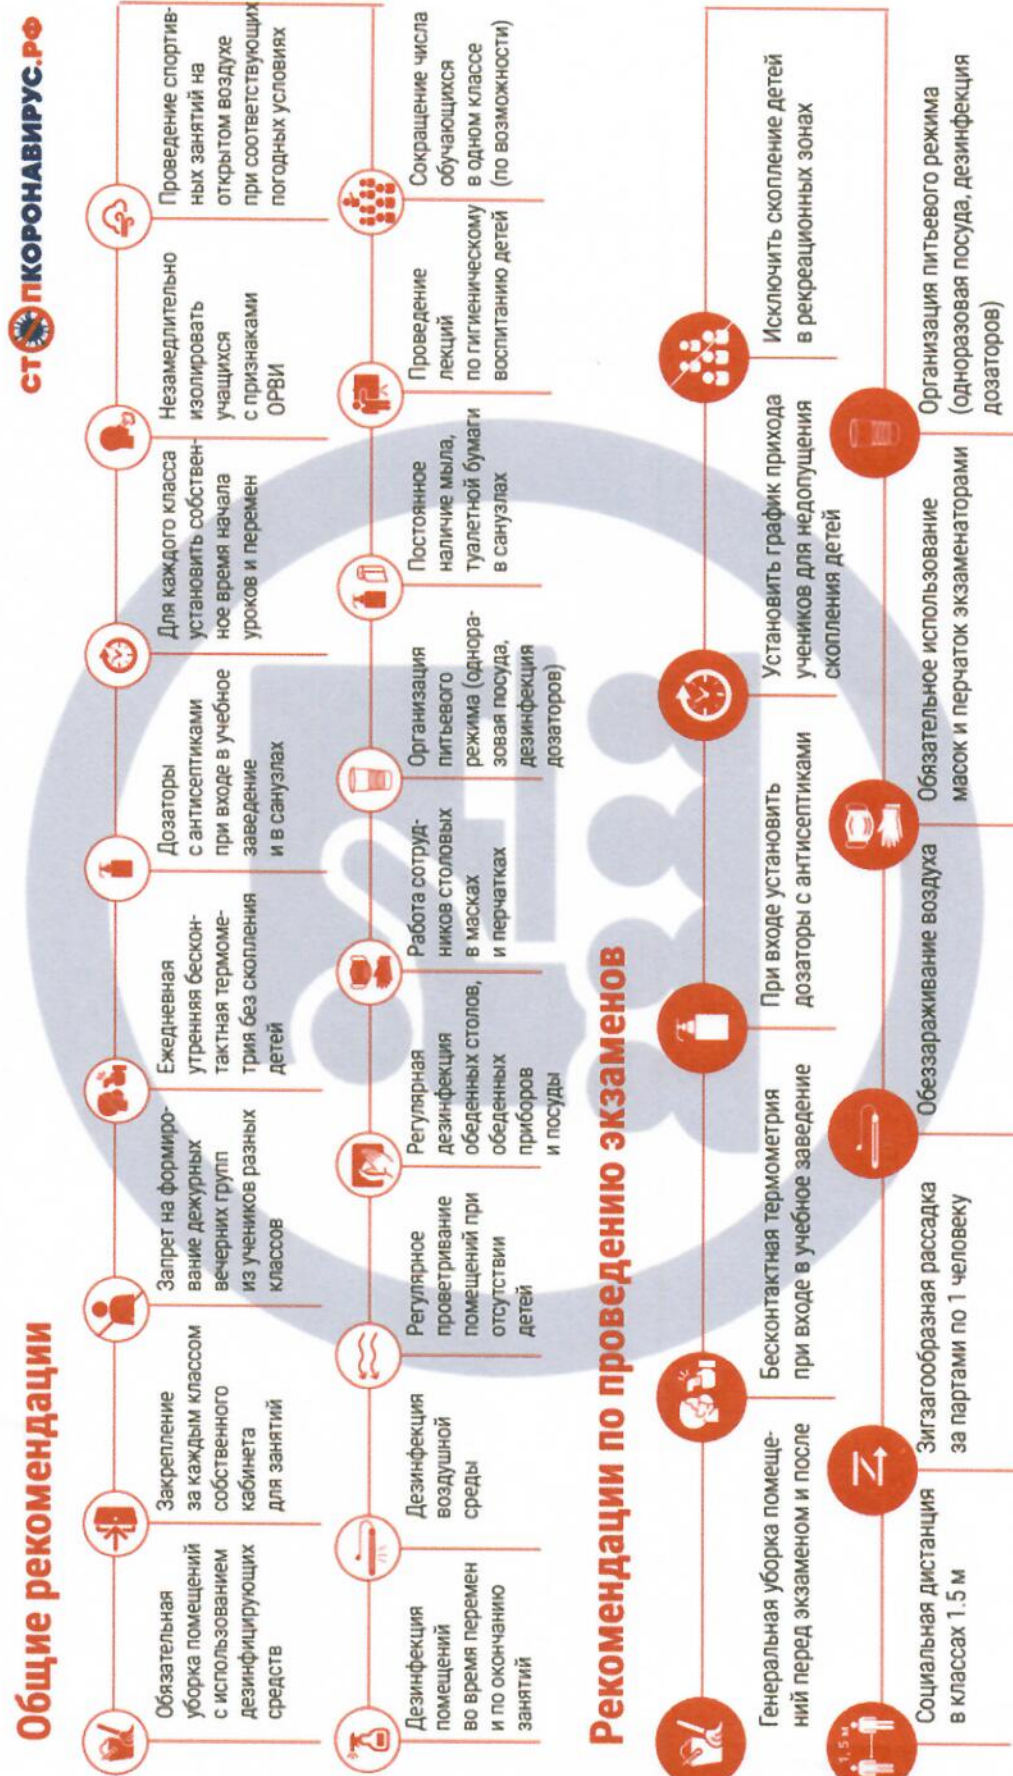 СТОПКОРОНАВИРУС.РФ
Общие рекомендации
Обязательная
уборка помещений
с использованием
дезинфицирующих
средств
Закрепление
за каждым классом
собственного
кабинета
для занятий
Запрет на формиро-
вание дежурных
вечерних групп
из учеников разных
классов
Ежедневная
утренняя бескон-
тактная термоме-
трия без скопления
детей
Дозаторы
с антисептиками
при входе в учебное
заведение
и в санузлах
Для каждого класса
установить собствен-
ное время начала
уроков и перемен
Незамедлительно
изолировать
учащихся
с признаками
ОРВИ
Проведение спортив-
ных занятий на
открытом воздухе
при соответствующих
погодных условиях
Дезинфекция
помещений
во время перемен
и по окончанию
занятий
Дезинфекция
воздушной
среды
Регулярное
проветривание
помещений при
отсутствии
детей
Регулярная
дезинфекция
обеденных столов,
обеденных
приборов
и посуды
Работа сотруд-
ников столовых
в масках
и перчатках
Организация
питьевого
режима (однора-
зовая посуда,
дезинфекция
дозаторов)
Постоянное
наличие мыла,
туалетной бумаги
в санузлах
Проведение
лекций
по гигиеническому
воспитанию детей
Сокращение числа
обучающихся
в одном классе
(по возможности)
Рекомендации по проведению экзаменов
Генеральная уборка помеще-
ний перед экзаменом и после
Бесконтактная термометрия
при входе в учебное заведение
При входе установить
дозаторы с антисептиками
Установить график прихода
учеников для недопущения
скопления детей
Исключить скопление детей
в рекреационных зонах
1,5 м
Социальная дистанция
в классах 1.5 м
Зигзагообразная рассадка
за партами по 1 человеку
Обеззараживание воздуха
Обязательное использование
масок и перчаток экзаменаторами
Организация питьевого режима
(одноразовая посуда, дезинфекция
дозаторов)